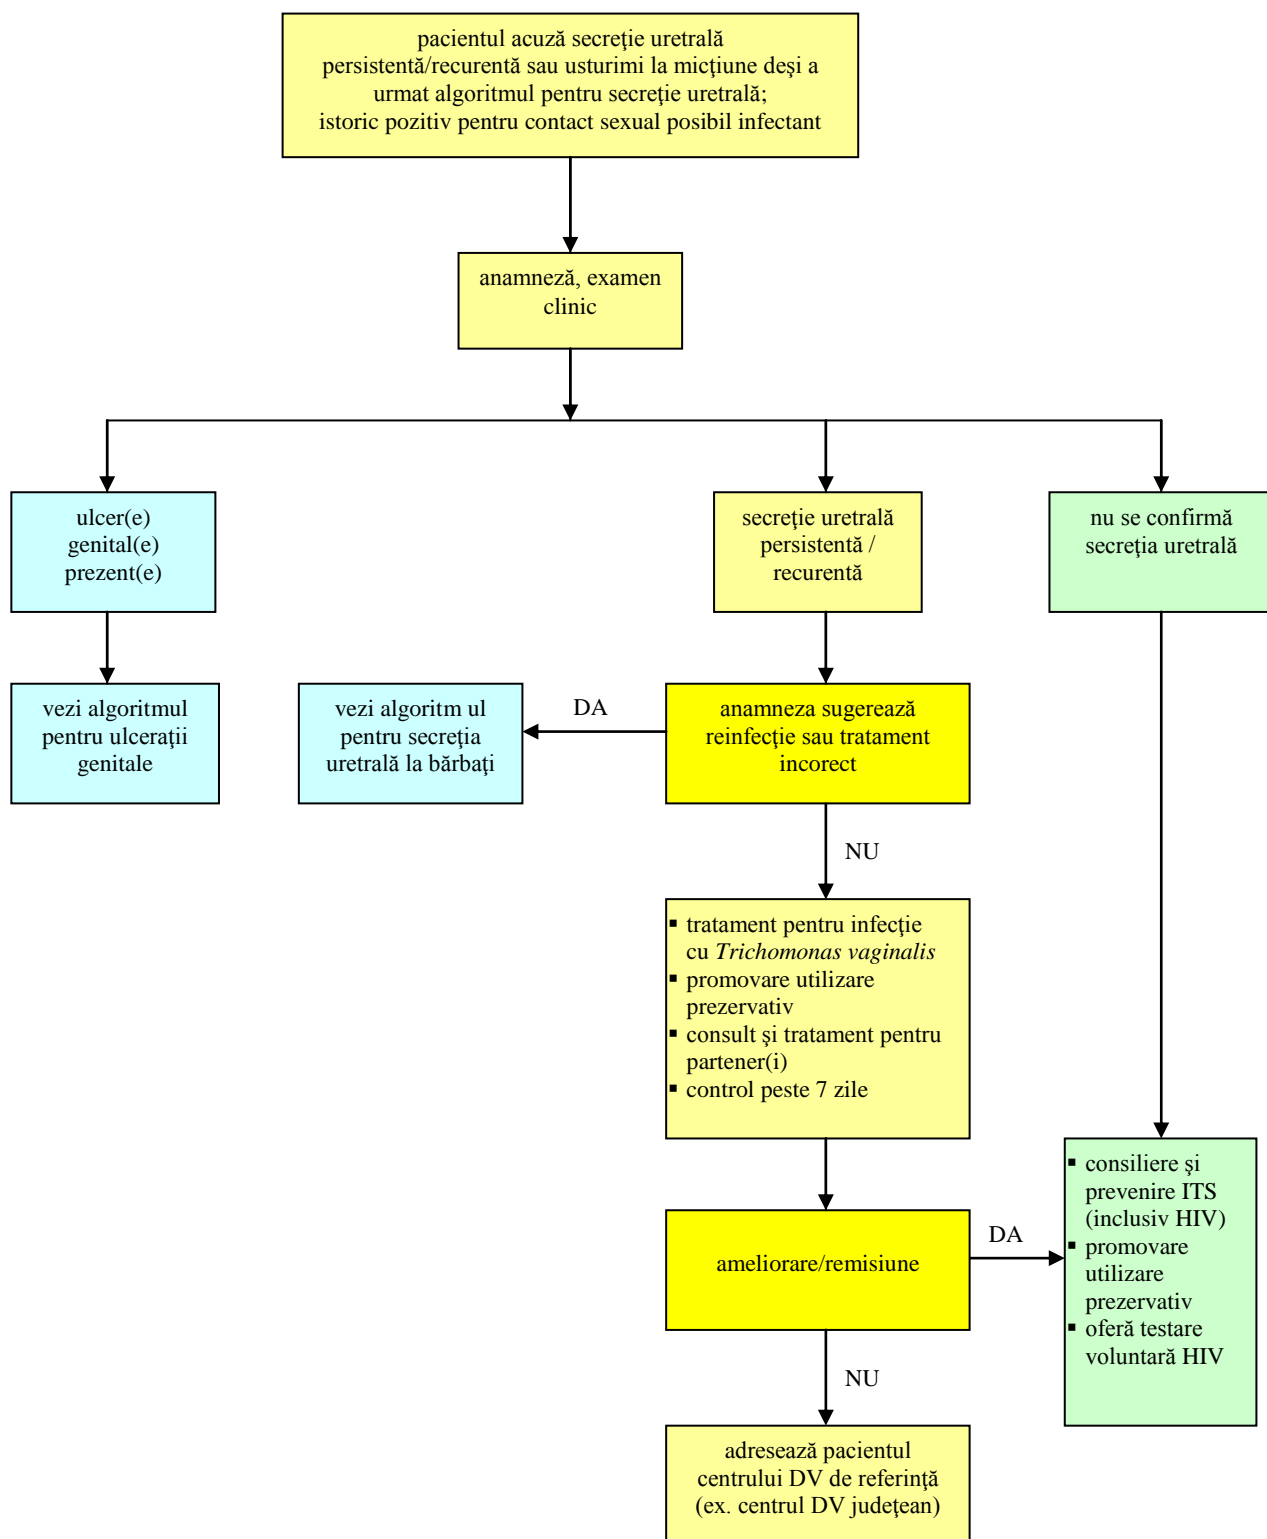 pacientul acuză secreţie uretrală
persistentă/recurentă sau usturimi la micţiune deşi a
urmat algoritmul pentru secreţie uretrală;
istoric pozitiv pentru contact sexual posibil infectant
anamneză, examen
clinic
ulcer(e)
genital(e)
prezent(e)
secreţie uretrală
persistentă /
recurentă
nu se confirmă
secreţia uretrală
vezi algoritmul
pentru ulceraţii
genitale
vezi algoritm ul
pentru secreţia
uretrală la bărbaţi
DA
anamneza sugerează
reinfecţie sau tratament
incorect
NU
▪ tratament pentru infecţie
cu Trichomonas vaginalis
▪ promovare utilizare
prezervativ
▪ consult şi tratament pentru
partener(i)
▪ control peste 7 zile
ameliorare/remisiune
DA
▪ consiliere şi
prevenire ITS
(inclusiv HIV)
▪ promovare
utilizare
prezervativ
▪ oferă testare
voluntară HIV
NU
adresează pacientul
centrului DV de referinţă
(ex. centrul DV judeţean)